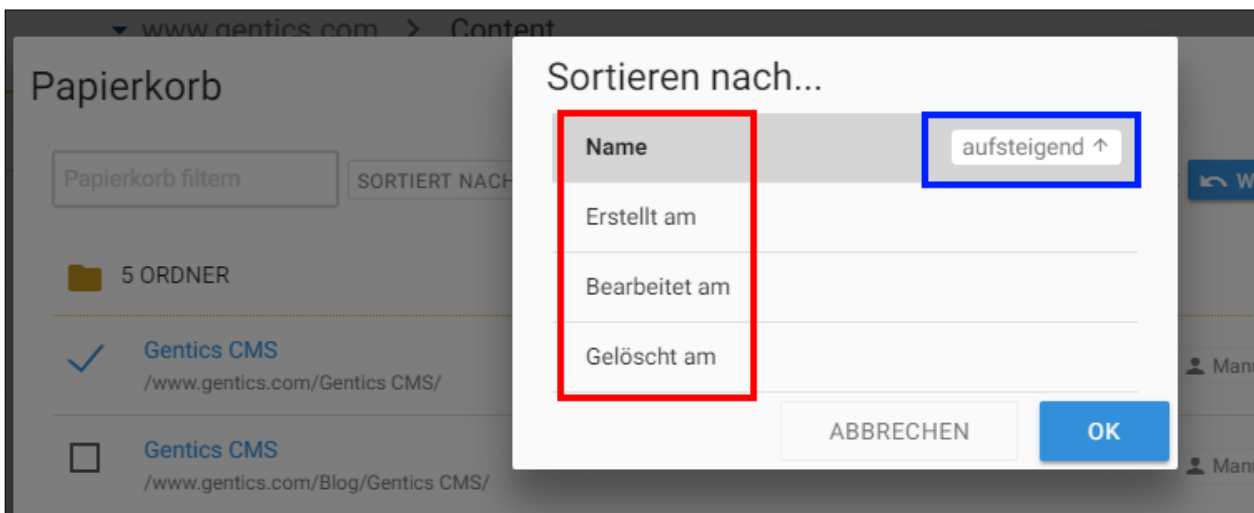 www.gentics.com > Content
Papierkorb
Sortieren nach...
Name
aufsteigend ↑
Papierkorb filtern
SORTIERT NACH
W
Erstellt am
5 ORDNER
Bearbeitet am
Gentics CMS
Gelöscht am
/www.gentics.com/Gentics CMS/
Manu
ABBRECHEN
OK
Gentics CMS
/www.gentics.com/Blog/Gentics CMS/
Manu